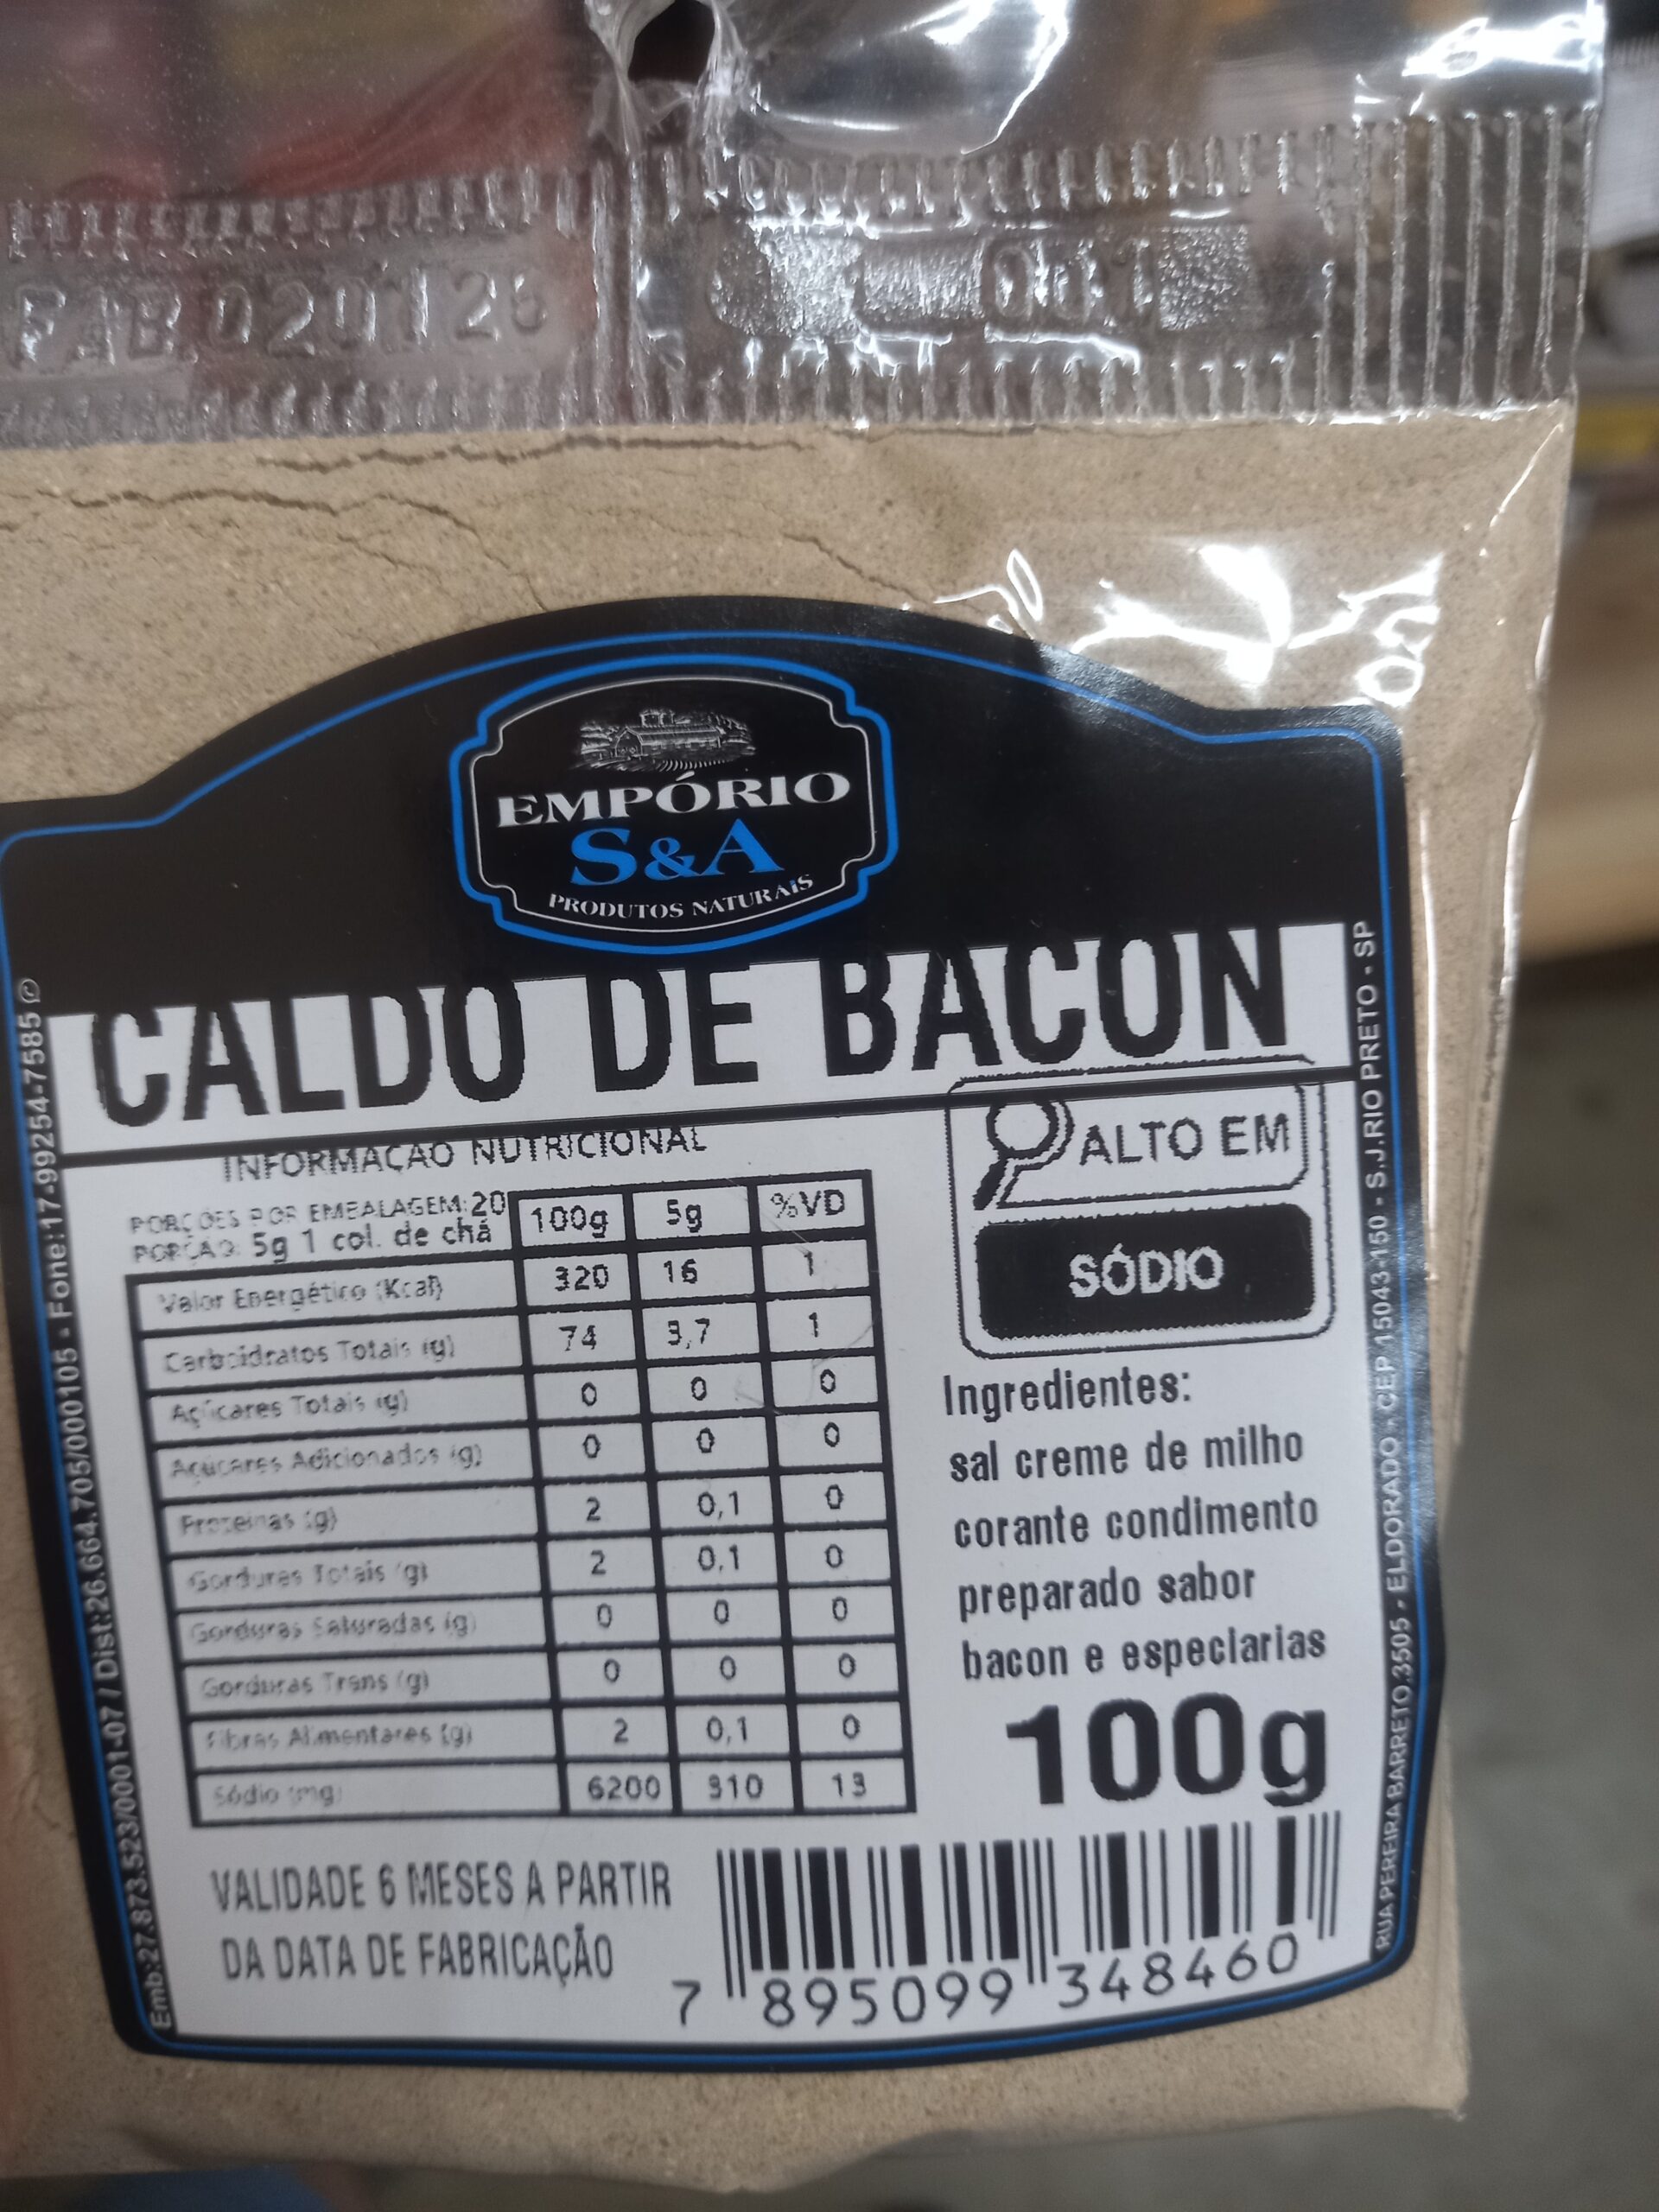 FAB 020126
001
EMPÓRIO
S&A
PRODUTOS NATURAIS
CALDO DE BACON
INFORMAÇÃO NUTRICIONAL
PORÇÕES POR EMBALAGEM:20
PORÇÃO: 5g 1 col. de chá
100g 5g %VD
Valor Energético (Kcal) 320 16 1
Carboidratos Totais (g) 74 3,7 1
Açúcares Totais (g) 0 0 0
Açúcares Adicionados (g) 0 0 0
Proteínas (g) 2 0,1 0
Gorduras Totais (g) 2 0,1 0
Gorduras Saturadas (g) 0 0 0
Gorduras Trans (g) 0 0 0
Fibras Alimentares (g) 2 0,1 0
Sódio (mg) 6200 310 13
ALTO EM
SÓDIO
Ingredientes:
sal creme de milho
corante condimento
preparado sabor
bacon e especiarias
100g
VALIDADE 6 MESES A PARTIR
DA DATA DE FABRICAÇÃO
7 895099 348460
Emb:27.873.523/0001-07 / Dist:26.664.705/000105 - Fone:17-99254-7585 ©
RUA PEREIRA BARRETO,3505 - ELDORADO - CEP 15043-150 - S.J.RIO PRETO - SP